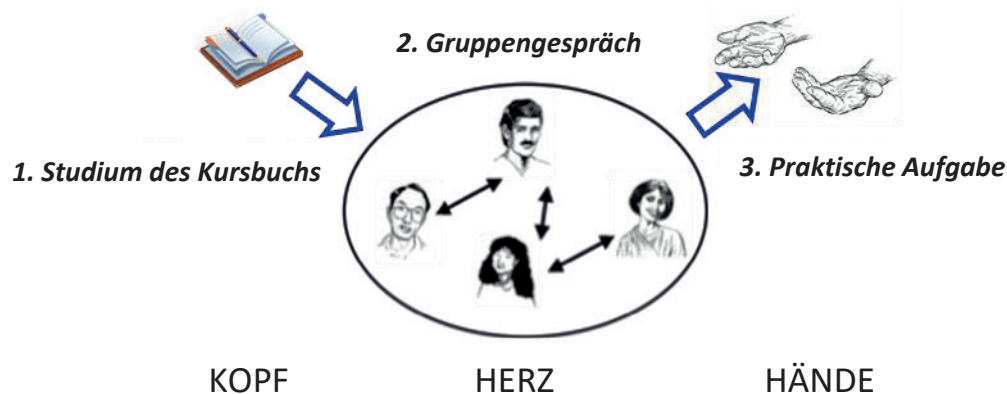 2. Gruppengespräch
1. Studium des Kursbuchs
3. Praktische Aufgabe
KOPF
HERZ
HÄNDE